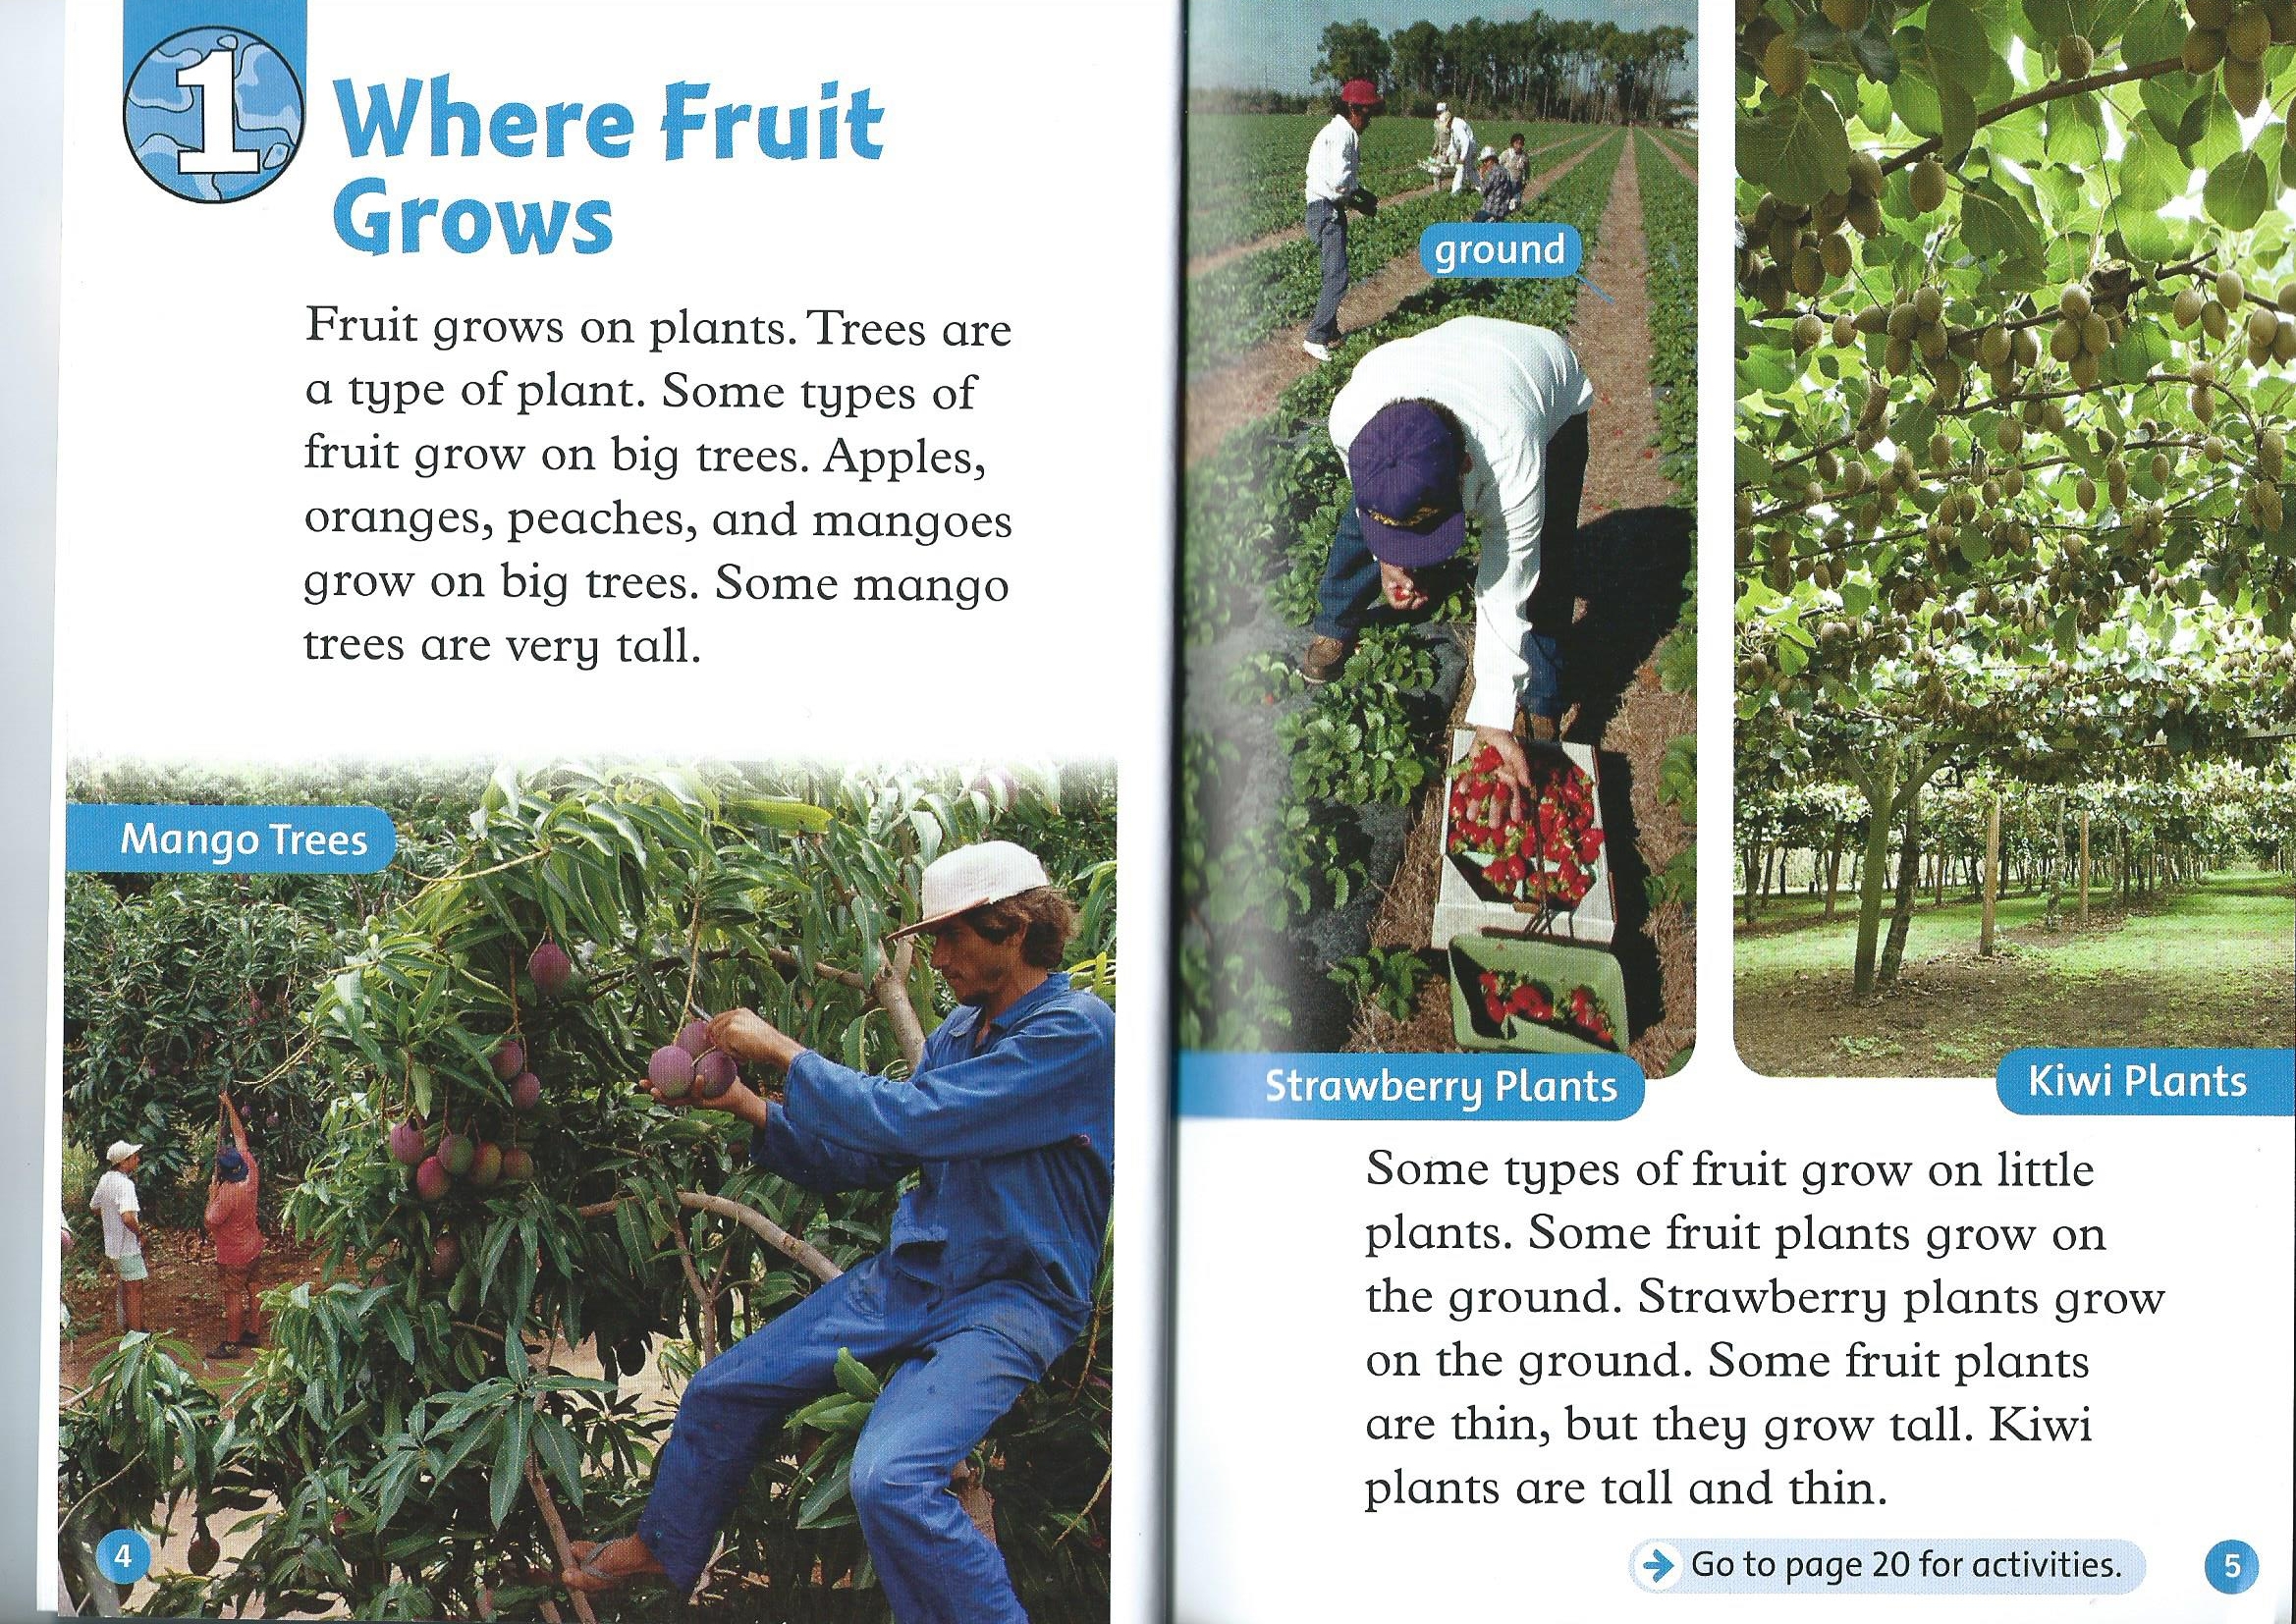 1
Where Fruit
Grows
Fruit grows on plants. Trees are
a type of plant. Some types of
fruit grow on big trees. Apples,
oranges, peaches, and mangoes
grow on big trees. Some mango
trees are very tall.
Mango Trees
4
ground
Strawberry Plants
Kiwi Plants
Some types of fruit grow on little
plants. Some fruit plants grow on
the ground. Strawberry plants grow
on the ground. Some fruit plants
are thin, but they grow tall. Kiwi
plants are tall and thin.
Go to page 20 for activities.
5